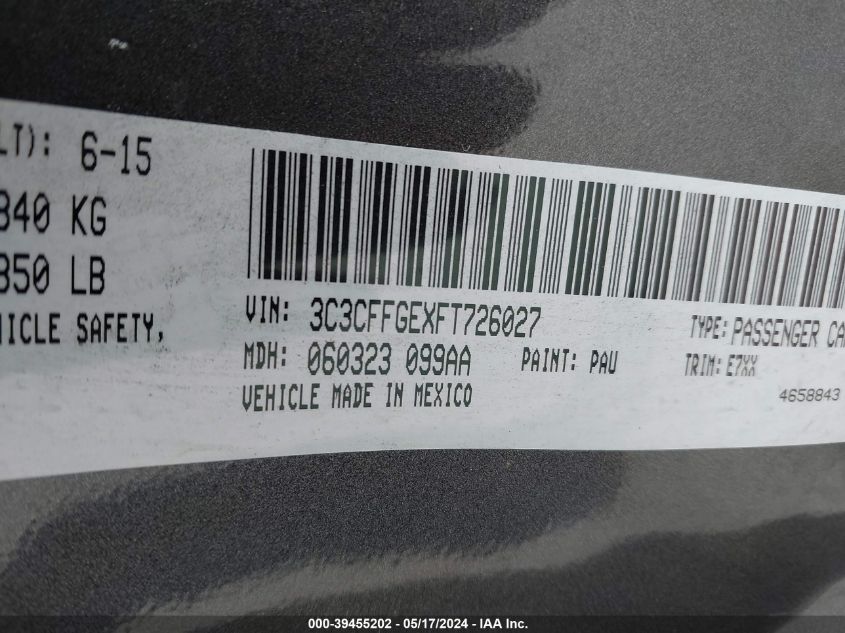 LT): 6-15
840 KG
850 LB
HICLE SAFETY,
VIN: 3C3CFFGEXFT726027
TYPE: PASSENGER CA
MDH: 060323 099AA PAINT: PAU TRIM: E7XX
VEHICLE MADE IN MEXICO
4658843
000-39455202 - 05/17/2024 - IAA Inc.